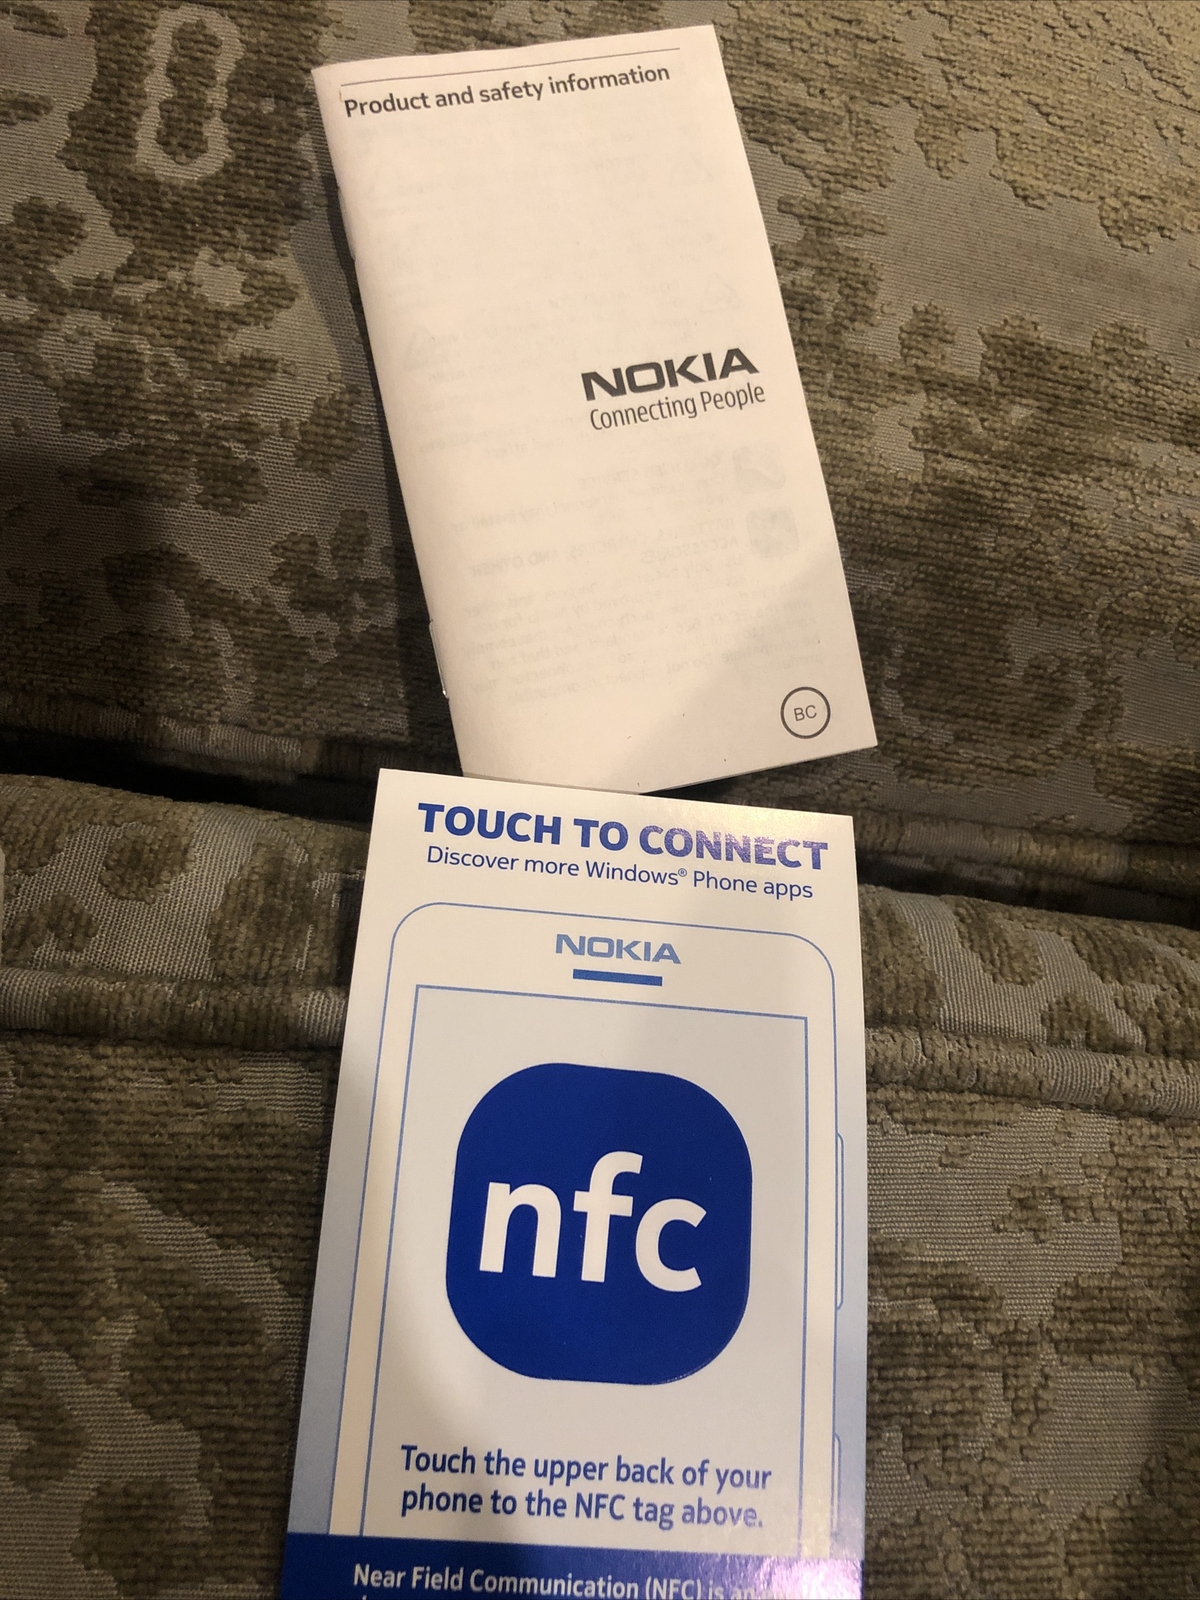 Product and safety information
NOKIA
Connecting People
BC
TOUCH TO CONNECT
Discover more Windows® Phone apps
NOKIA
nfc
Touch the upper back of your
phone to the NFC tag above.
Near Field Communication (NFC) is